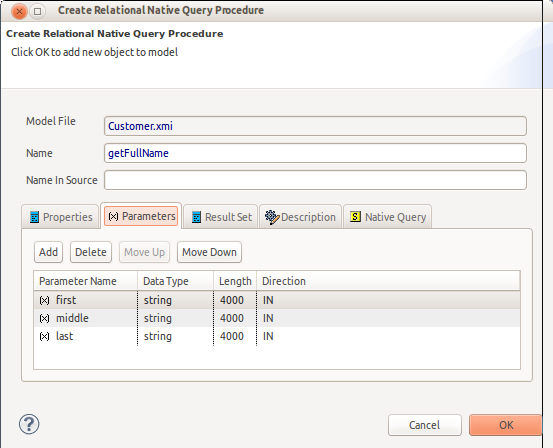 Create Relational Native Query Procedure
Create Relational Native Query Procedure
Click OK to add new object to model
Model File Customer.xmi
Name getFullName
Name In Source
Properties (x) Parameters Result Set Description S Native Query
Add Delete Move Up Move Down
Parameter Name Data Type Length Direction
(x) first string 4000 IN
(x) middle string 4000 IN
(x) last string 4000 IN
? Cancel OK